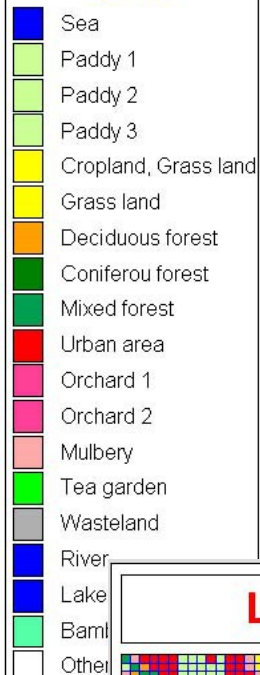 Sea
Paddy 1
Paddy 2
Paddy 3
Cropland, Grass land
Grass land
Deciduous forest
Coniferou forest
Mixed forest
Urban area
Orchard 1
Orchard 2
Mulbery
Tea garden
Wasteland
River
Lake
L
Other